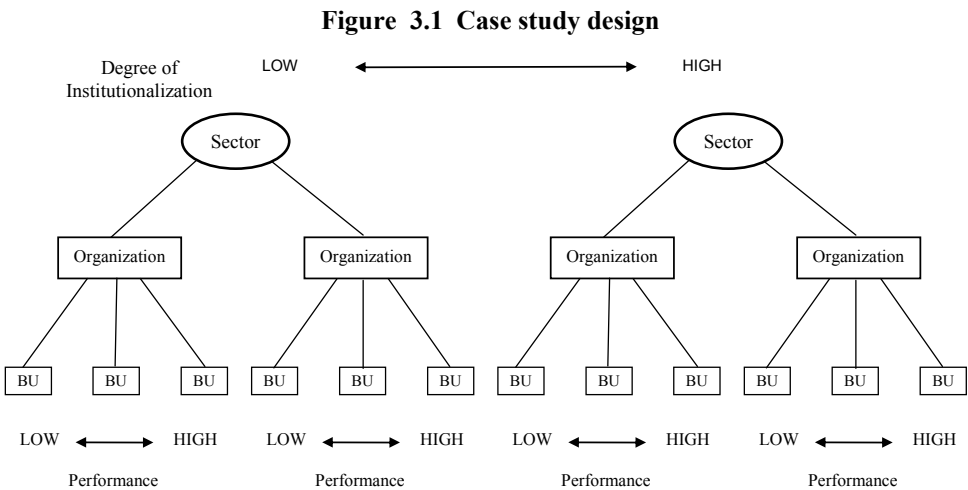 Figure 3.1 Case study design
Degree of
Institutionalization
LOW HIGH
Sector Sector
Organization Organization Organization Organization
BU BU BU BU BU BU BU BU BU BU BU BU
LOW HIGH LOW HIGH LOW HIGH LOW HIGH
Performance Performance Performance Performance